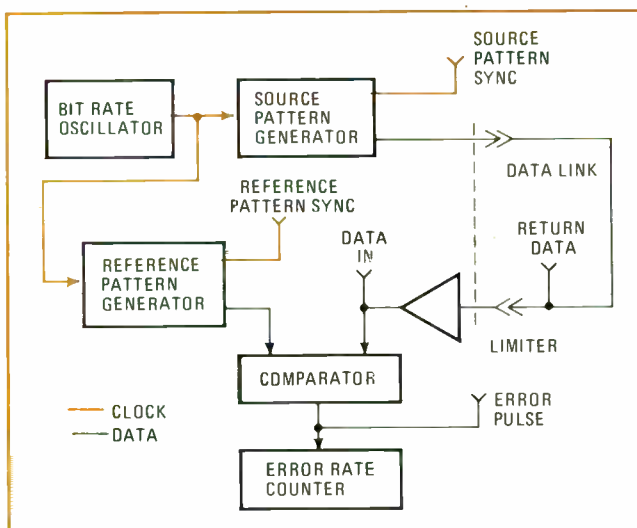 SOURCE
PATTERN
SYNC
BIT RATE
OSCILLATOR
SOURCE
PATTERN
GENERATOR
DATA LINK
REFERENCE
PATTERN SYNC
DATA
IN
RETURN
DATA
REFERENCE
PATTERN
GENERATOR
LIMITER
COMPARATOR
ERROR
PULSE
CLOCK
DATA
ERROR RATE
COUNTER